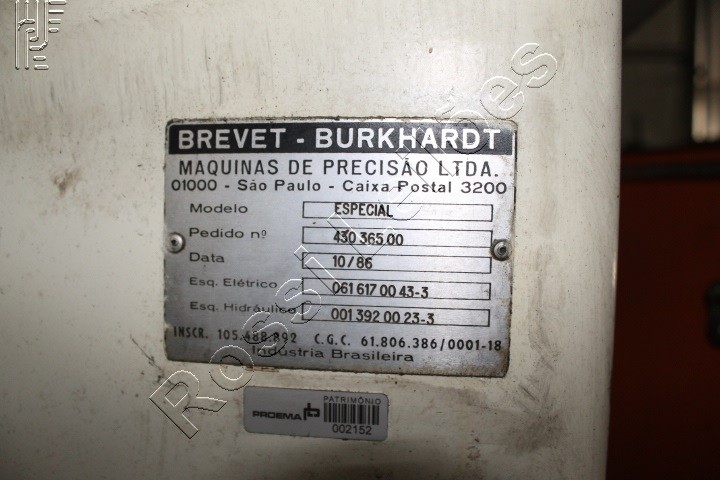 BREVET - BURKHARDT
MAQUINAS DE PRECISÃO LTDA.
01000 - São Paulo - Caixa Postal 3200
Modelo ESPECIAL
Pedido nº 430 365 00
Data 10/86
Esq. Elétrico 061 617 00 43-3
Esq. Hidráulico 001 392 00 23-3
INSCR. 105.488.892 C.G.C. 61.806.386/0001-18
Indústria Brasileira
PATRIMÔNIO
PROEMA
002152
Rossi Leilões